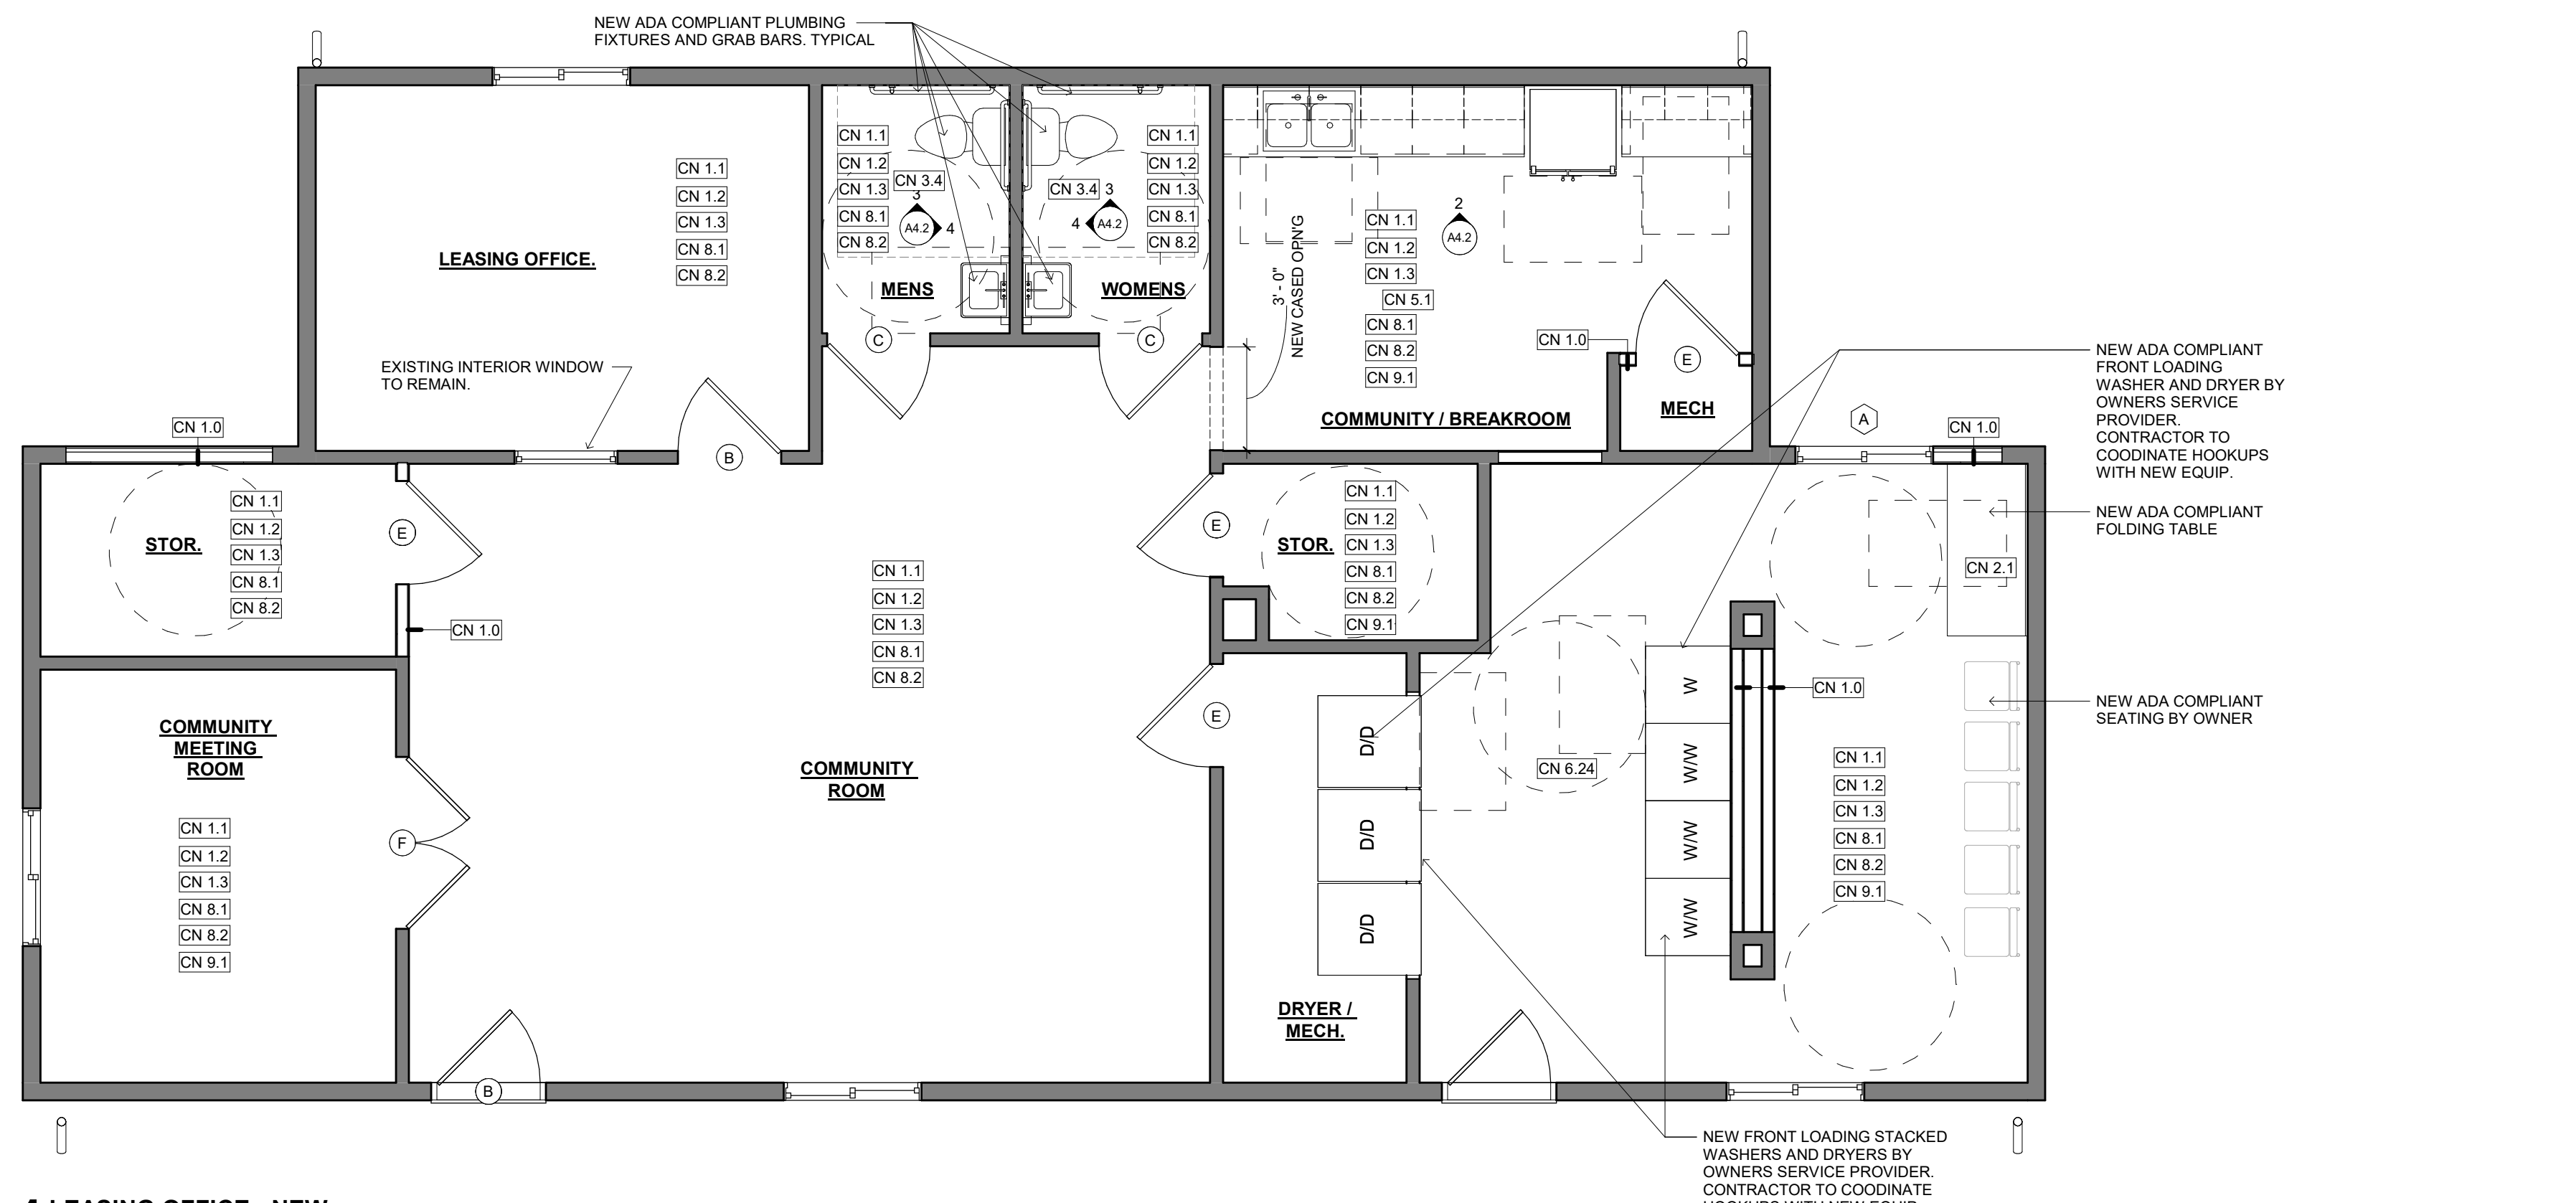 NEW ADA COMPLIANT PLUMBING
FIXTURES AND GRAB BARS. TYPICAL
CN 1.1
CN 1.2
CN 1.3
CN 8.1
CN 8.2
LEASING OFFICE.
EXISTING INTERIOR WINDOW
TO REMAIN.
B
CN 1.1
CN 1.2
CN 1.3
CN 8.1
CN 8.2
CN 3.4
3
A4.2
4
MENS
C
CN 1.1
CN 1.2
CN 1.3
CN 8.1
CN 8.2
CN 3.4
3
4
A4.2
WOMENS
C
3' - 0"
NEW CASED OPN'G
2
A4.2
CN 1.1
CN 1.2
CN 1.3
CN 5.1
CN 8.1
CN 8.2
CN 9.1
COMMUNITY / BREAKROOM
CN 1.0
E
MECH
A
CN 1.0
NEW ADA COMPLIANT
FRONT LOADING
WASHER AND DRYER BY
OWNERS SERVICE
PROVIDER.
CONTRACTOR TO
COODINATE HOOKUPS
WITH NEW EQUIP.
NEW ADA COMPLIANT
FOLDING TABLE
CN 2.1
CN 1.0
STOR.
CN 1.1
CN 1.2
CN 1.3
CN 8.1
CN 8.2
E
CN 1.0
COMMUNITY
MEETING
ROOM
CN 1.1
CN 1.2
CN 1.3
CN 8.1
CN 8.2
CN 9.1
F
CN 1.1
CN 1.2
CN 1.3
CN 8.1
CN 8.2
COMMUNITY
ROOM
B
E
STOR.
CN 1.1
CN 1.2
CN 1.3
CN 8.1
CN 8.2
CN 9.1
E
D/D
D/D
D/D
DRYER /
MECH.
CN 6.24
W
W/W
W/W
W/W
CN 1.0
CN 1.1
CN 1.2
CN 1.3
CN 8.1
CN 8.2
CN 9.1
NEW ADA COMPLIANT
SEATING BY OWNER
NEW FRONT LOADING STACKED
WASHERS AND DRYERS BY
OWNERS SERVICE PROVIDER.
CONTRACTOR TO COODINATE
HOOKUPS WITH NEW EQUIP.
LEASING OFFICE - NEW